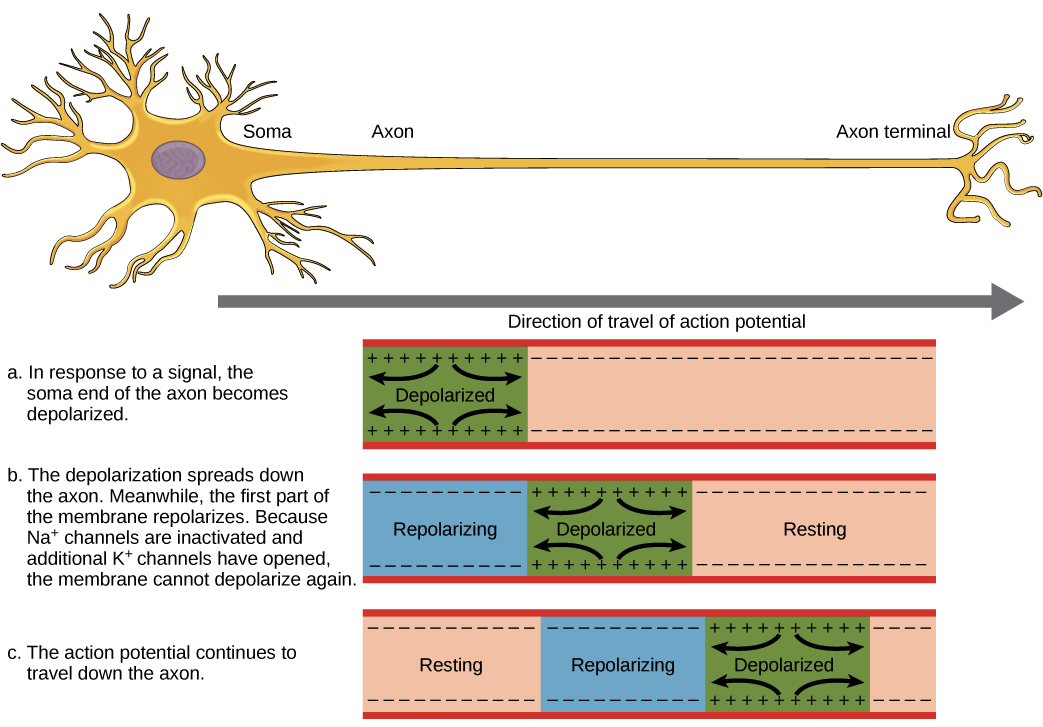 Soma
Axon
Axon terminal
Direction of travel of action potential
a. In response to a signal, the
soma end of the axon becomes
depolarized.
+ + + + + + + + + +
— — — — — — — — — — — — — — — — — — — — — — — —
Depolarized
+ + + + + + + + + +
— — — — — — — — — — — — — — — — — — — — — — — —
b. The depolarization spreads down
the axon. Meanwhile, the first part of
the membrane repolarizes. Because
Na⁺ channels are inactivated and
additional K⁺ channels have opened,
the membrane cannot depolarize again.
— — — — — — — — — —
+ + + + + + + + + +
— — — — — — — — — — — — — —
Repolarizing
Depolarized
Resting
— — — — — — — — — —
+ + + + + + + + + +
— — — — — — — — — — — — — —
c. The action potential continues to
travel down the axon.
— — — — — — — — — —
— — — — — — — — — —
+ + + + + + + + + +
— — — —
Resting
Repolarizing
Depolarized
— — — — — — — — — —
— — — — — — — — — —
+ + + + + + + + + +
— — — —